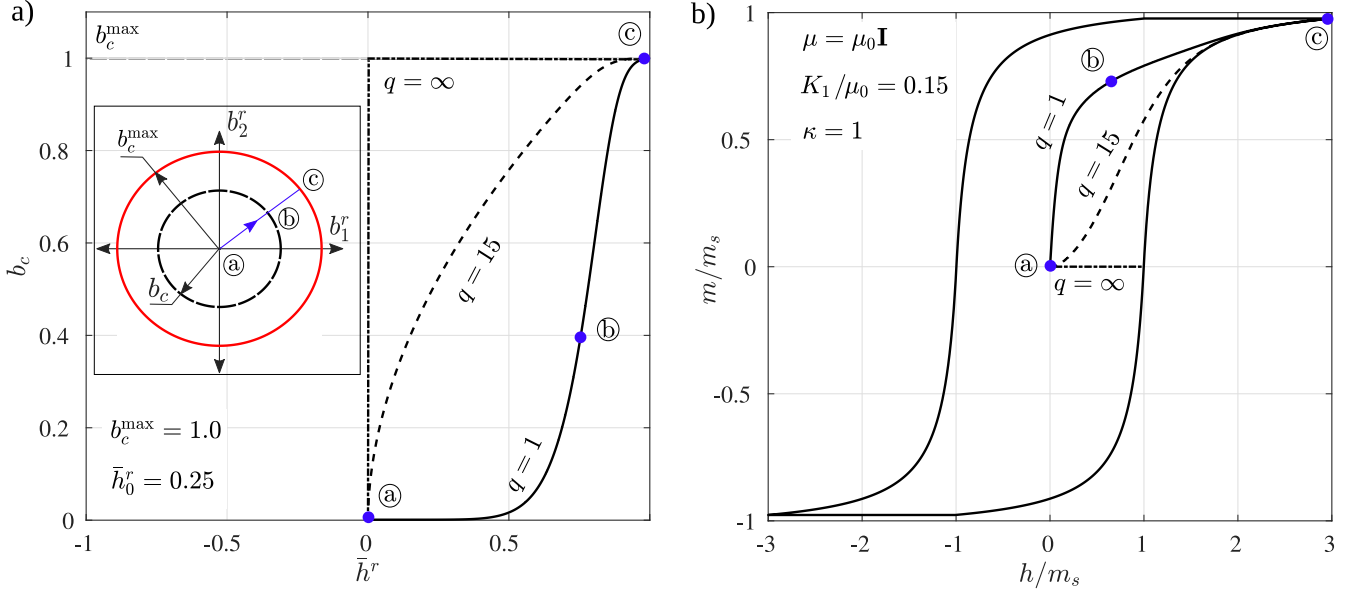 a)
b_c^max
ⓒ
1
q = ∞
b_c^max
b_2^r
ⓒ
ⓑ
b_1^r
ⓐ
b_c
0.8
0.6
0.4
0.2
0
b_c
q = 15
ⓑ
q = 1
b_c^max = 1.0
h̄_0^r = 0.25
ⓐ
-1
-0.5
0
0.5
h̄^r
b)
1
0.5
0
-0.5
-1
m/m_s
μ = μ_0 I
K_1/μ_0 = 0.15
κ = 1
ⓒ
ⓑ
q = 1
q = 15
ⓐ
q = ∞
-3
-2
-1
0
1
2
3
h/m_s